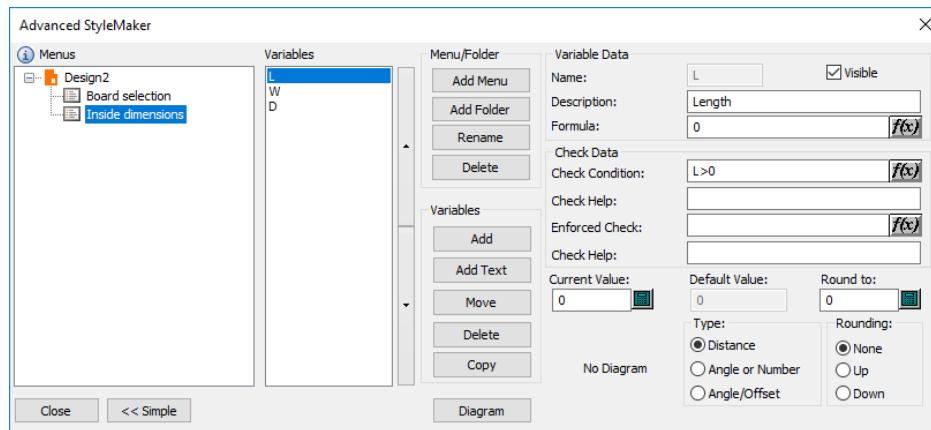 Advanced StyleMaker
Menus
Design2
Board selection
Inside dimensions
Variables
L
W
D
Menu/Folder
Add Menu
Add Folder
Rename
Delete
Variables
Add
Add Text
Move
Delete
Copy
Diagram
Variable Data
Name: L Visible
Description: Length
Formula: 0 f(x)
Check Data
Check Condition: L>0 f(x)
Check Help:
Enforced Check: f(x)
Check Help:
Current Value: Default Value: Round to:
0 0 0
No Diagram
Type:
Distance
Angle or Number
Angle/Offset
Rounding:
None
Up
Down
Close << Simple